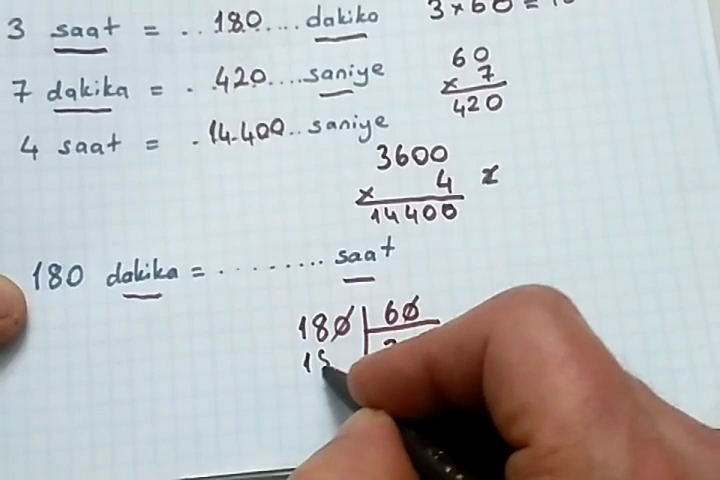 3 saat = ..180.... dakika 3 x 60 =
7 dakika = ..420....saniye
60
x 7
420
4 saat = .14.400.. saniye
3600
x 4
14400
180 dakika = ......... saat
180 60